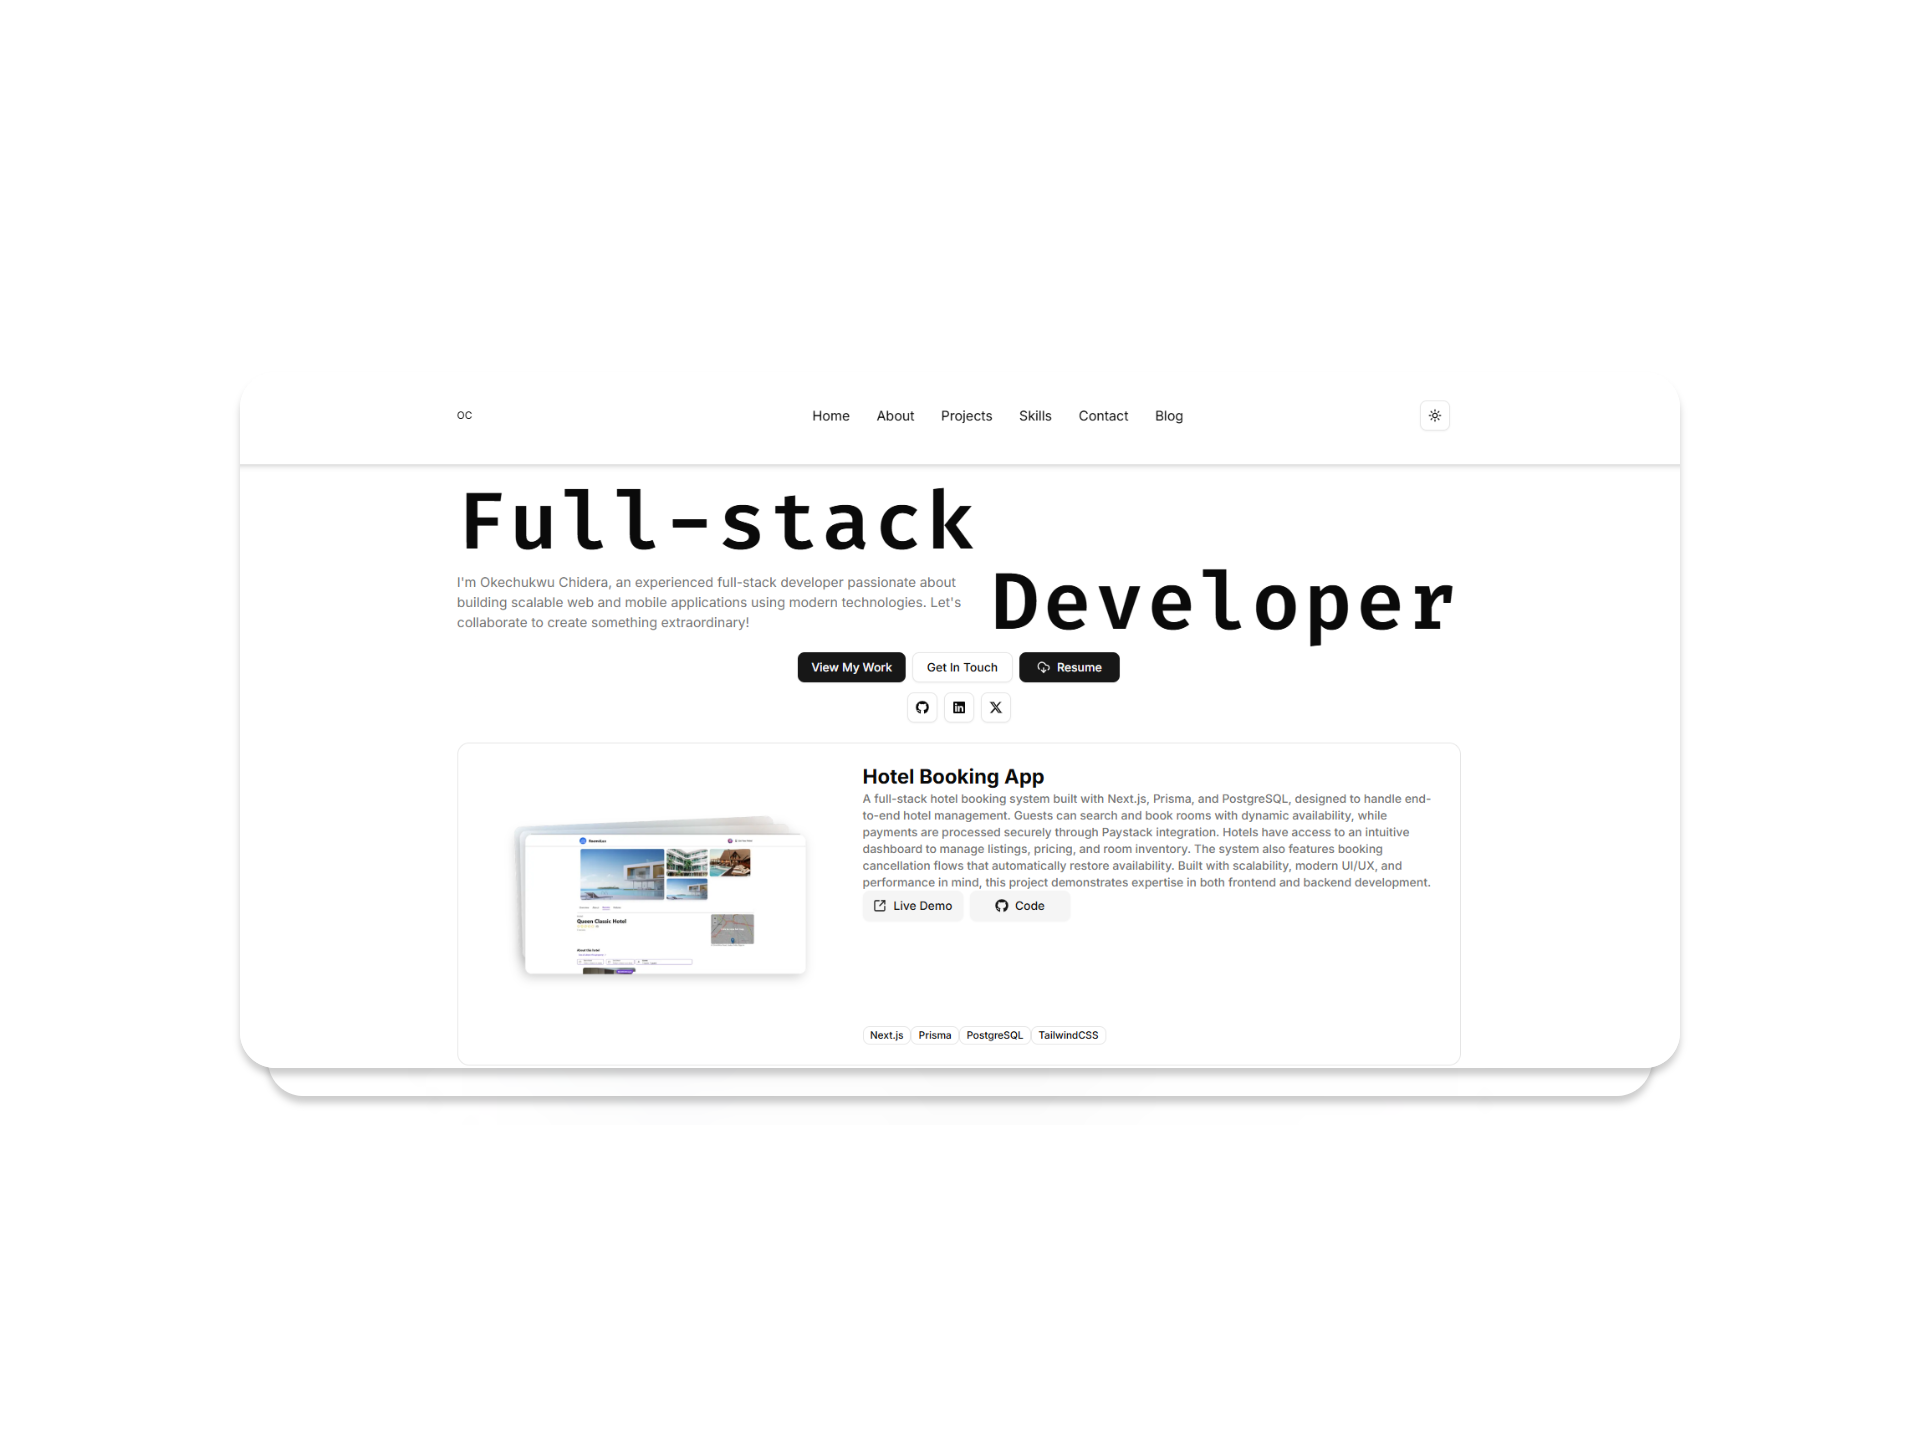 OC
Home About Projects Skills Contact Blog
Full-stack
I'm Okechukwu Chidera, an experienced full-stack developer passionate about
building scalable web and mobile applications using modern technologies. Let's
collaborate to create something extraordinary!
Developer
View My Work Get In Touch Resume
Hotel Booking App
A full-stack hotel booking system built with Next.js, Prisma, and PostgreSQL, designed to handle end-
to-end hotel management. Guests can search and book rooms with dynamic availability, while
payments are processed securely through Paystack integration. Hotels have access to an intuitive
dashboard to manage listings, pricing, and room inventory. The system also features booking
cancellation flows that automatically restore availability. Built with scalability, modern UI/UX, and
performance in mind, this project demonstrates expertise in both frontend and backend development.
Live Demo Code
Queen Classic Hotel
About this hotel
Next.js Prisma PostgreSQL TailwindCSS